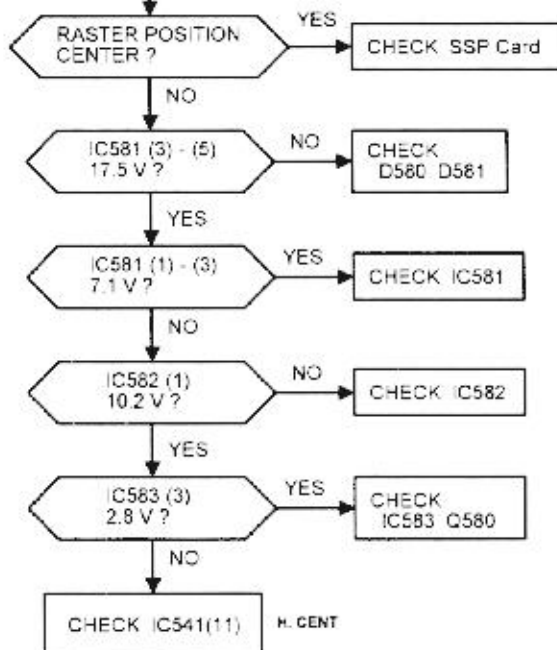 RASTER POSITION
CENTER ?
YES
CHECK SSP Card
NO
IC581 (3) - (5)
17.5 V ?
NO
CHECK
D580 D581
YES
IC581 (1) - (3)
7.1 V ?
YES
CHECK IC581
NO
IC582 (1)
10.2 V ?
NO
CHECK IC582
YES
IC583 (3)
2.8 V ?
YES
CHECK
IC583 Q580
NO
CHECK IC541(11)
H. CENT